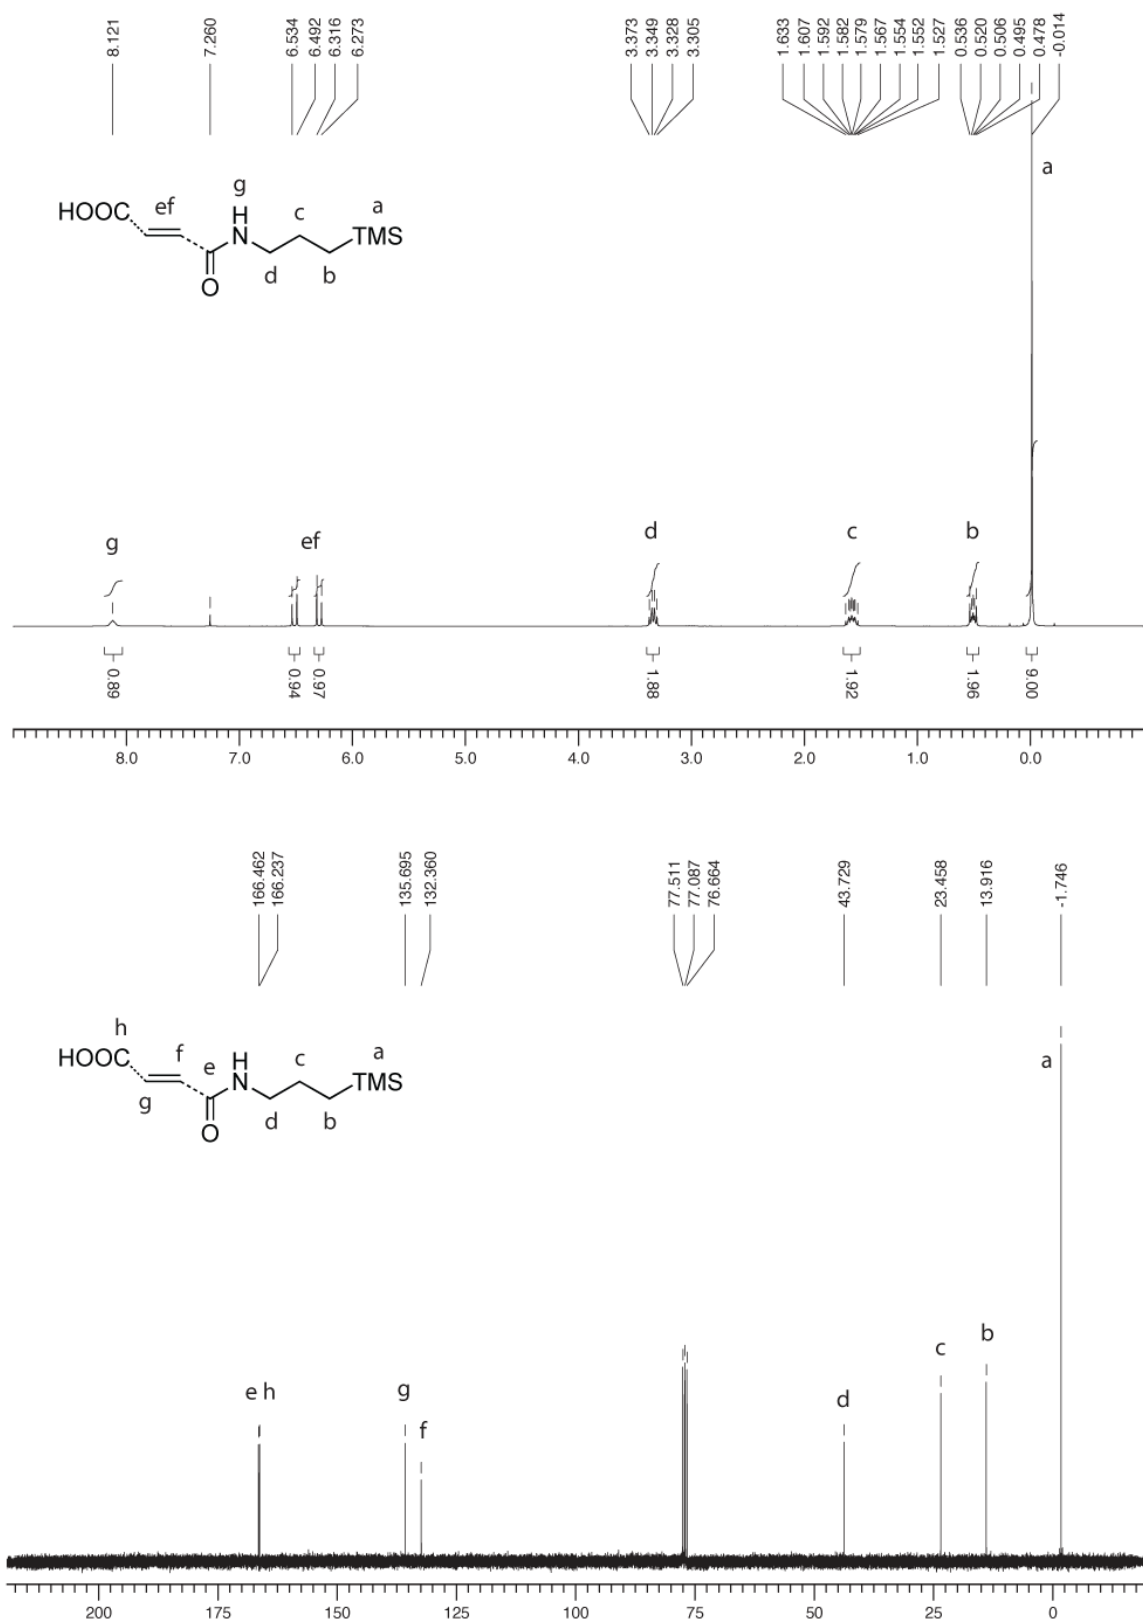 8.121
7.260
6.534
6.492
6.316
6.273
3.373
3.349
3.328
3.305
1.633
1.607
1.592
1.582
1.579
1.567
1.554
1.552
1.527
0.536
0.520
0.506
0.495
0.478
-0.014
a
HOOC
ef
g
H
N
c
a
TMS
O
d
b
g
ef
d
c
b
0.89
0.94
0.97
1.88
1.92
1.96
9.00
8.0 7.0 6.0 5.0 4.0 3.0 2.0 1.0 0.0
166.462
166.237
135.695
132.360
77.511
77.087
76.664
43.729
23.458
13.916
-1.746
h
HOOC
f
e
H
N
c
a
TMS
g
O
d
b
a
e h
g
f
d
c
b
200 175 150 125 100 75 50 25 0